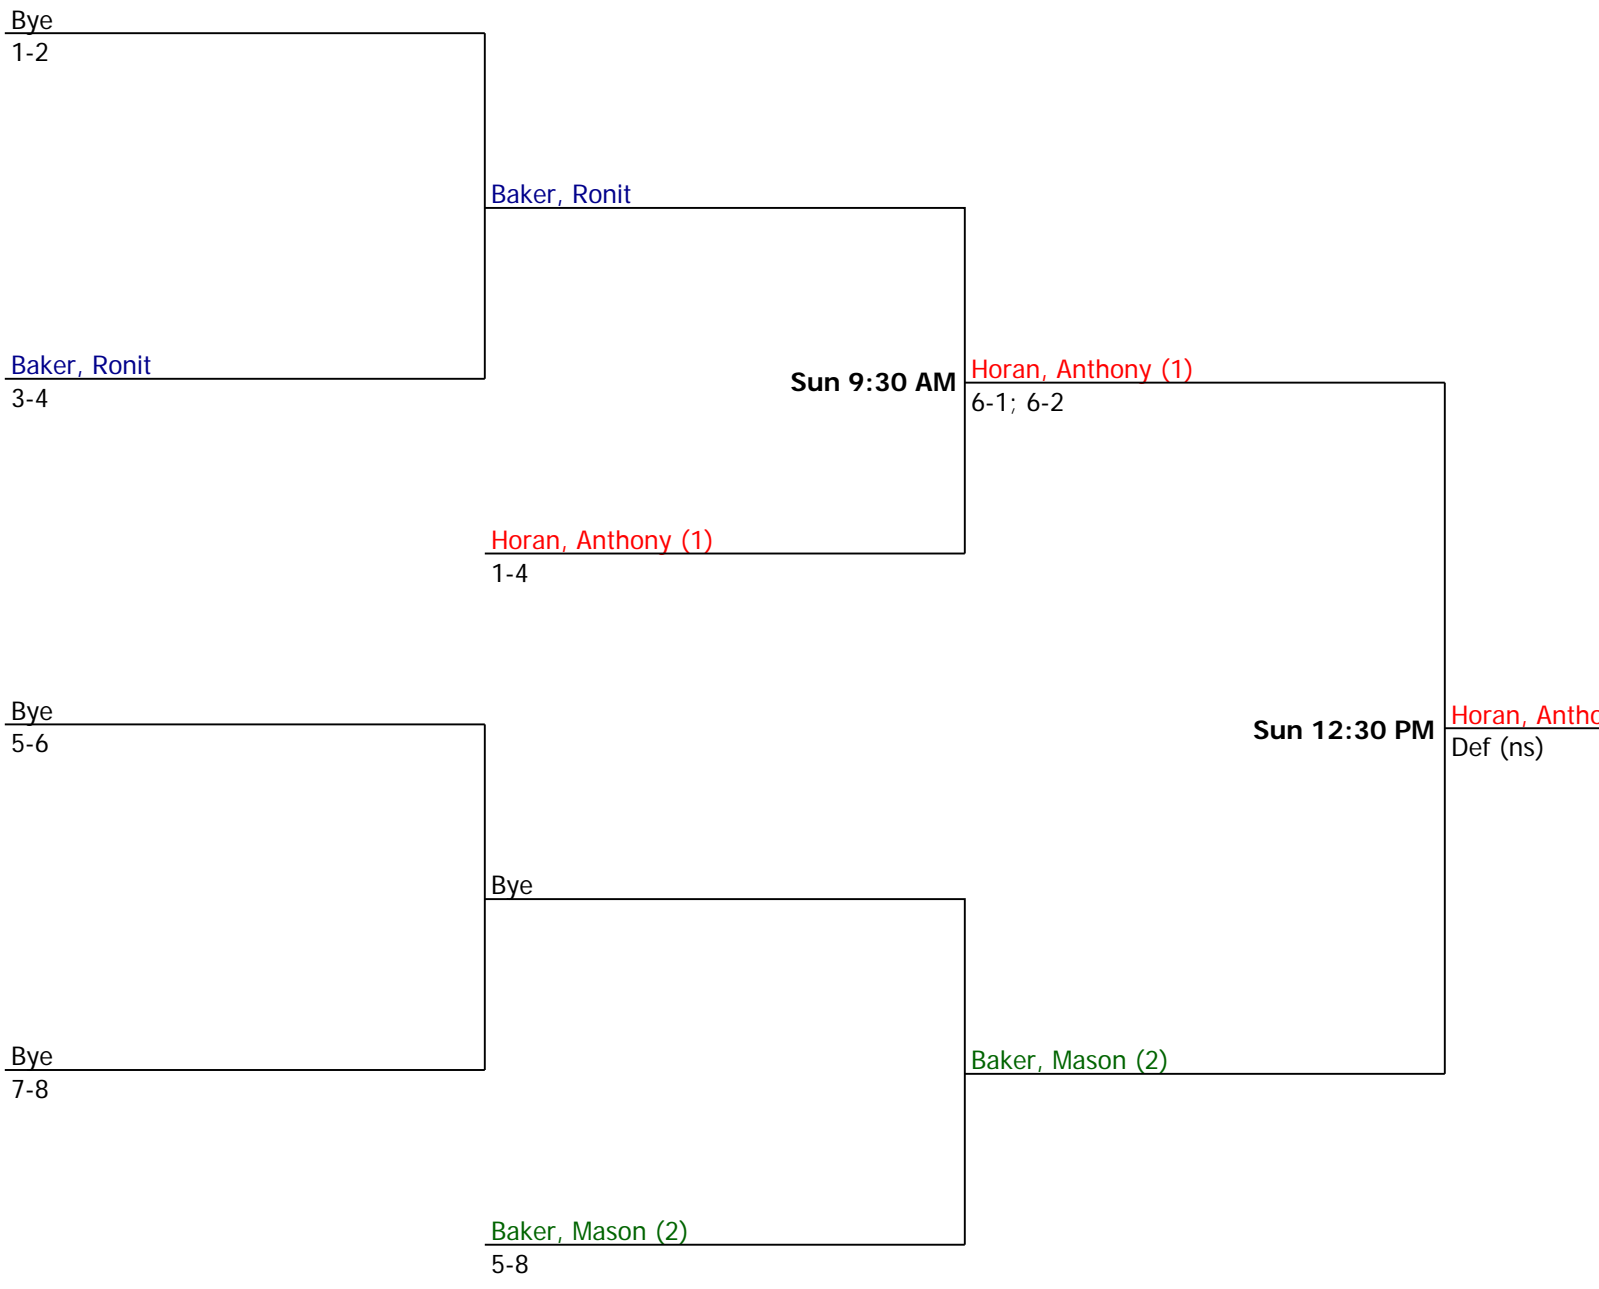 Bye
1-2
Baker, Ronit
Baker, Ronit
3-4
Sun 9:30 AM
Horan, Anthony (1)
6-1; 6-2
Horan, Anthony (1)
1-4
Bye
5-6
Sun 12:30 PM
Horan, Antho
Def (ns)
Bye
Bye
7-8
Baker, Mason (2)
Baker, Mason (2)
5-8